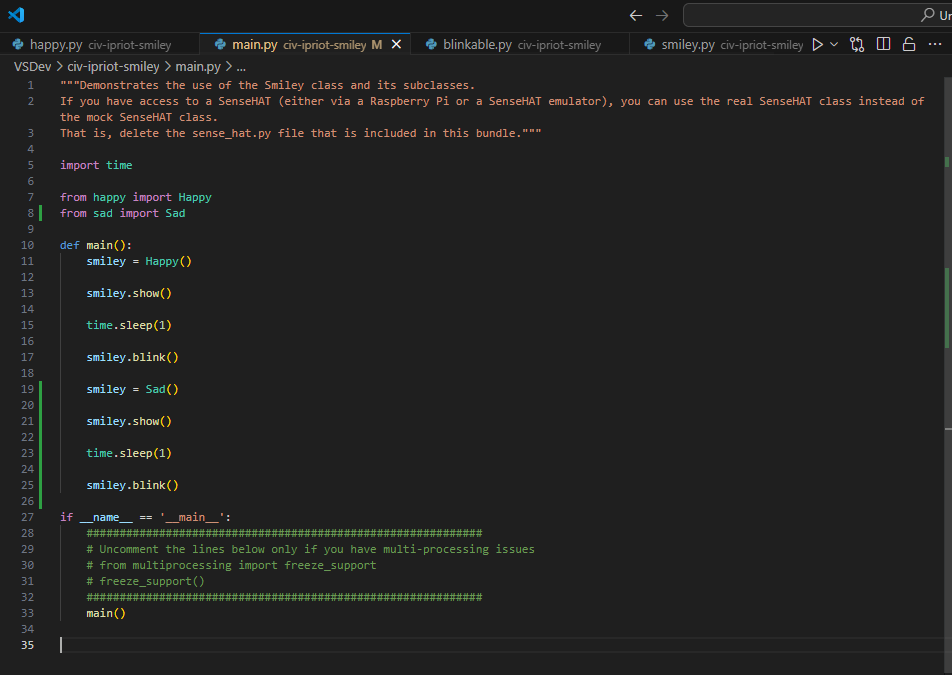 Un
happy.py civ-ipriot-smiley
main.py civ-ipriot-smiley M
blinkable.py civ-ipriot-smiley
smiley.py civ-ipriot-smiley
VSDev > civ-ipriot-smiley > main.py > ...
1 """Demonstrates the use of the Smiley class and its subclasses.
2 If you have access to a SenseHAT (either via a Raspberry Pi or a SenseHAT emulator), you can use the real SenseHAT class instead of
the mock SenseHAT class.
3 That is, delete the sense_hat.py file that is included in this bundle."""
4
5 import time
6
7 from happy import Happy
8 from sad import Sad
9
10 def main():
11 smiley = Happy()
12
13 smiley.show()
14
15 time.sleep(1)
16
17 smiley.blink()
18
19 smiley = Sad()
20
21 smiley.show()
22
23 time.sleep(1)
24
25 smiley.blink()
26
27 if __name__ == '__main__':
28 ############################################################
29 # Uncomment the lines below only if you have multi-processing issues
30 # from multiprocessing import freeze_support
31 # freeze_support()
32 ############################################################
33 main()
34
35